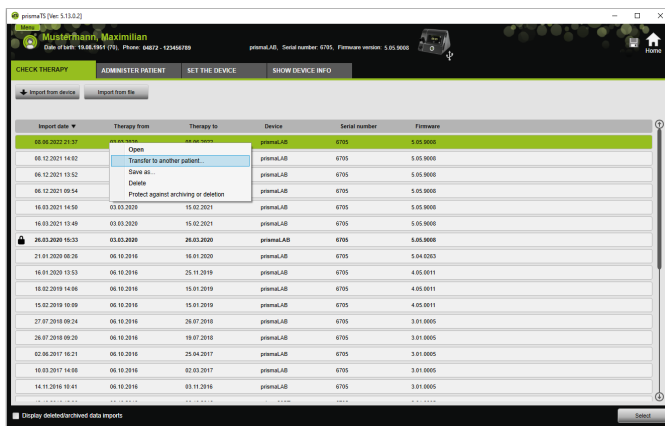 prismaTS [Ver. 5.13.0.2]
Menu
Mustermann, Maximilian
Date of birth: 19.08.1951 (70), Phone: 04872 - 123456789
prismaLAB, Serial number: 6705, Firmware version: 5.05.9008
Home
CHECK THERAPY ADMINISTER PATIENT SET THE DEVICE SHOW DEVICE INFO
Import from device Import from file
Import date ▼ Therapy from Therapy to Device Serial number Firmware
08.06.2022 21:37 03.03.2020 08.06.2022 prismaLAB 6705 5.05.9008
Open
08.12.2021 14:02 prismaLAB 6705 5.05.9008
Transfer to another patient...
06.12.2021 13:52 prismaLAB 6705 5.05.9008
Save as...
Delete
06.12.2021 09:54 prismaLAB 6705 5.05.9008
Protect against archiving or deletion
16.03.2021 14:50 03.03.2020 15.02.2021 prismaLAB 6705 5.05.9008
16.03.2021 13:49 03.03.2020 15.02.2021 prismaLAB 6705 5.05.9008
26.03.2020 15:33 03.03.2020 26.03.2020 prismaLAB 6705 5.05.9008
21.01.2020 08:26 06.10.2016 16.01.2020 prismaLAB 6705 5.04.0283
16.01.2020 13:53 06.10.2016 25.11.2019 prismaLAB 6705 4.05.0011
18.02.2019 14:06 06.10.2016 15.01.2019 prismaLAB 6705 4.05.0011
15.02.2019 10:09 06.10.2016 15.01.2019 prismaLAB 6705 4.05.0011
27.07.2018 09:24 06.10.2016 26.07.2018 prismaLAB 6705 3.01.0005
26.07.2018 09:20 06.10.2016 19.07.2018 prismaLAB 6705 3.01.0005
02.06.2017 16:21 06.10.2016 25.04.2017 prismaLAB 6705 3.01.0005
10.03.2017 14:08 06.10.2016 02.03.2017 prismaLAB 6705 3.01.0005
14.11.2016 10:41 06.10.2016 03.11.2016 prismaLAB 6705 3.01.0005
Display deleted/archived data imports Select